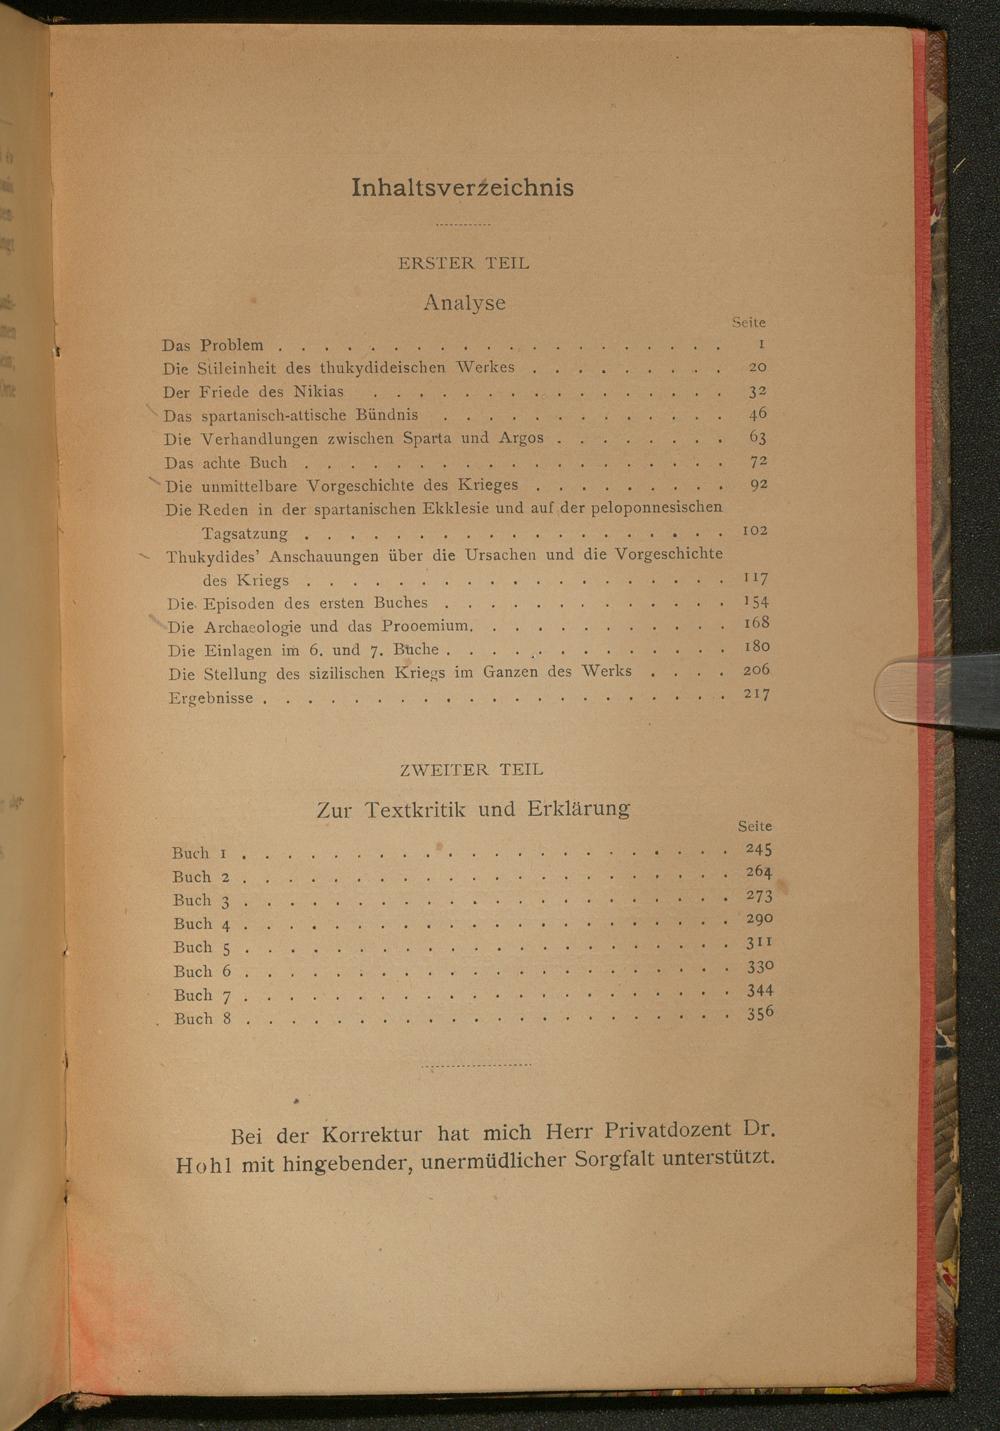 Inhaltsverzeichnis
ERSTER TEIL
Analyse
Seite
Das Problem . . . . . . . . . . . . . . . . . . . . 1
Die Stileinheit des thukydideischen Werkes . . . . . . . . . 20
Der Friede des Nikias . . . . . . . . . . . . . . . . 32
Das spartanisch-attische Bündnis . . . . . . . . . . . . . 46
Die Verhandlungen zwischen Sparta und Argos . . . . . . . . 63
Das achte Buch . . . . . . . . . . . . . . . . . . . 72
Die unmittelbare Vorgeschichte des Krieges . . . . . . . . . 92
Die Reden in der spartanischen Ekklesie und auf der peloponnesischen
Tagsatzung . . . . . . . . . . . . . . . . . . . 102
Thukydides' Anschauungen über die Ursachen und die Vorgeschichte
des Kriegs . . . . . . . . . . . . . . . . . . . 117
Die Episoden des ersten Buches . . . . . . . . . . . . . 154
Die Archaeologie und das Prooemium. . . . . . . . . . . . 168
Die Einlagen im 6. und 7. Buche . . . . . . . . . . . . . 180
Die Stellung des sizilischen Kriegs im Ganzen des Werks . . . . 206
Ergebnisse . . . . . . . . . . . . . . . . . . . . . 217
ZWEITER TEIL
Zur Textkritik und Erklärung
Seite
Buch 1 . . . . . . . . . . . . . . . . . . . . . . 245
Buch 2 . . . . . . . . . . . . . . . . . . . . . . 264
Buch 3 . . . . . . . . . . . . . . . . . . . . . . 273
Buch 4 . . . . . . . . . . . . . . . . . . . . . . 290
Buch 5 . . . . . . . . . . . . . . . . . . . . . . 311
Buch 6 . . . . . . . . . . . . . . . . . . . . . . 330
Buch 7 . . . . . . . . . . . . . . . . . . . . . . 344
Buch 8 . . . . . . . . . . . . . . . . . . . . . . 356
Bei der Korrektur hat mich Herr Privatdozent Dr.
Hohl mit hingebender, unermüdlicher Sorgfalt unterstützt.